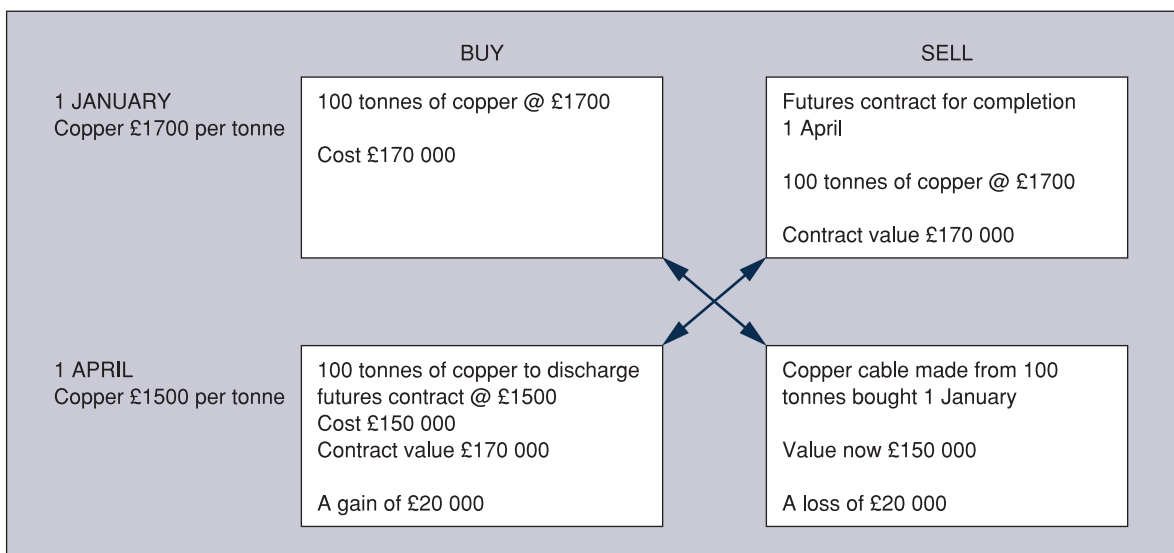 BUY
SELL
1 JANUARY
Copper £1700 per tonne
100 tonnes of copper @ £1700
Cost £170 000
Futures contract for completion
1 April
100 tonnes of copper @ £1700
Contract value £170 000
1 APRIL
Copper £1500 per tonne
100 tonnes of copper to discharge
futures contract @ £1500
Cost £150 000
Contract value £170 000
A gain of £20 000
Copper cable made from 100
tonnes bought 1 January
Value now £150 000
A loss of £20 000